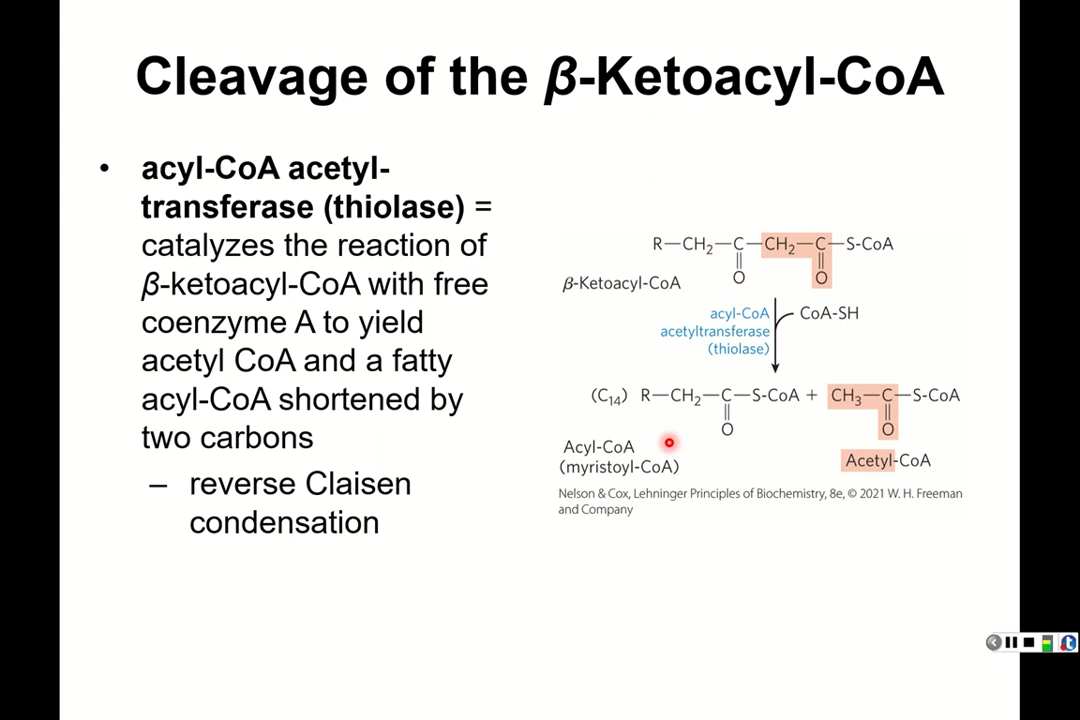 Cleavage of the β-Ketoacyl-CoA
• acyl-CoA acetyl-
transferase (thiolase) =
catalyzes the reaction of
β-ketoacyl-CoA with free
coenzyme A to yield
acetyl CoA and a fatty
acyl-CoA shortened by
two carbons
– reverse Claisen
condensation
R—CH₂—C—CH₂—C—S-CoA
O O
β-Ketoacyl-CoA
acyl-CoA
acetyltransferase
(thiolase)
CoA-SH
(C₁₄) R—CH₂—C—S-CoA + CH₃—C—S-CoA
O O
Acyl-CoA
(myristoyl-CoA)
Acetyl-CoA
Nelson & Cox, Lehninger Principles of Biochemistry, 8e, © 2021 W. H. Freeman
and Company